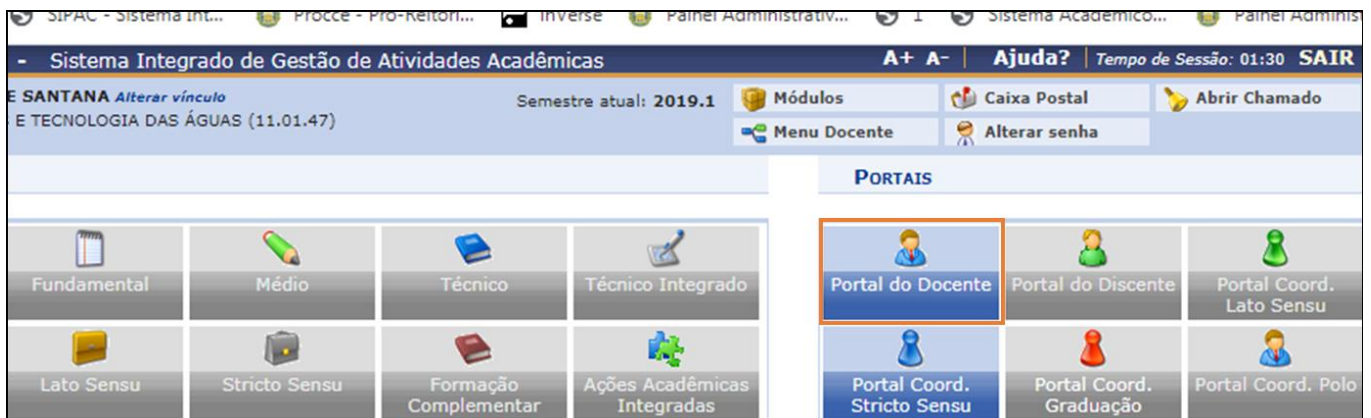 SIPAC - Sistema Int... Procce - Pró-Reitori... InVerse Painel Administrativ... 1 Sistema Acadêmico... Painel Adminis
- Sistema Integrado de Gestão de Atividades Acadêmicas A+ A- | Ajuda? | Tempo de Sessão: 01:30 SAIR
E SANTANA Alterar vínculo Semestre atual: 2019.1 Módulos Caixa Postal Abrir Chamado
E TECNOLOGIA DAS ÁGUAS (11.01.47) Menu Docente Alterar senha
PORTAIS
Fundamental Médio Técnico Técnico Integrado Portal do Docente Portal do Discente Portal Coord.
Lato Sensu
Lato Sensu Stricto Sensu Formação Ações Acadêmicas Portal Coord. Portal Coord. Portal Coord. Polo
Complementar Integradas Stricto Sensu Graduação